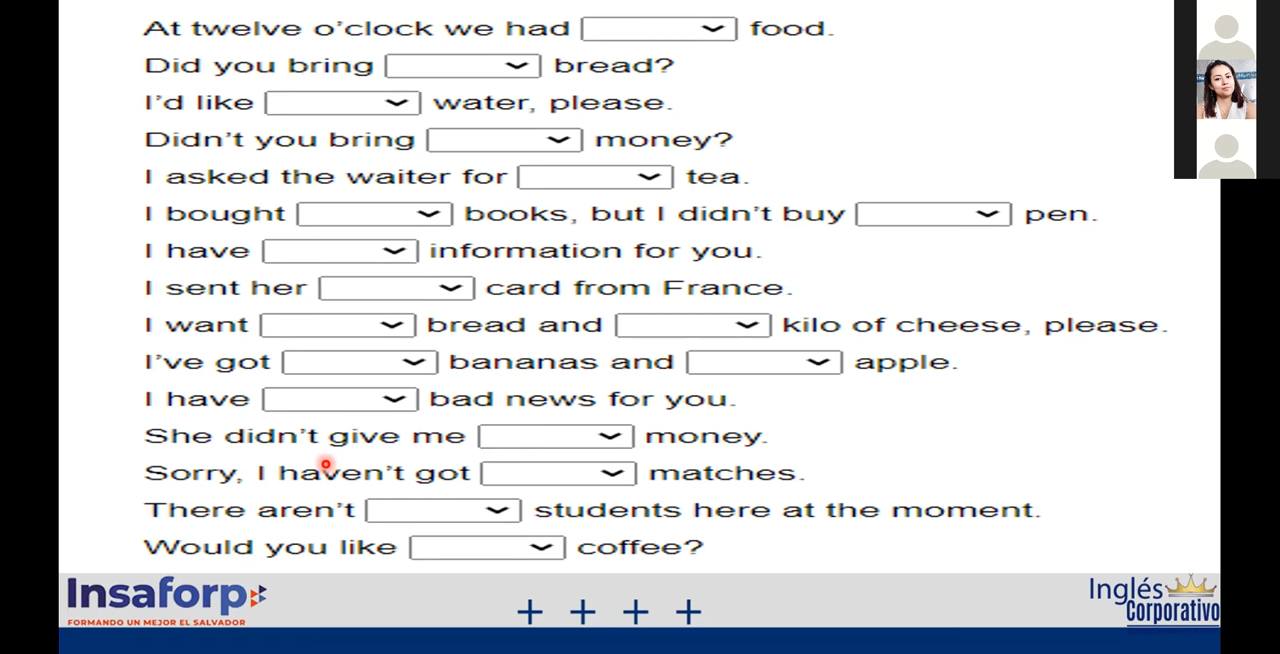 At twelve o'clock we had food.
Did you bring bread?
I'd like water, please.
Didn't you bring money?
I asked the waiter for tea.
I bought books, but I didn't buy pen.
I have information for you.
I sent her card from France.
I want bread and kilo of cheese, please.
I've got bananas and apple.
I have bad news for you.
She didn't give me money.
Sorry, I haven't got matches.
There aren't students here at the moment.
Would you like coffee?
Insaforp
FORMANDO UN MEJOR EL SALVADOR
+ + + +
Inglés
Corporativo